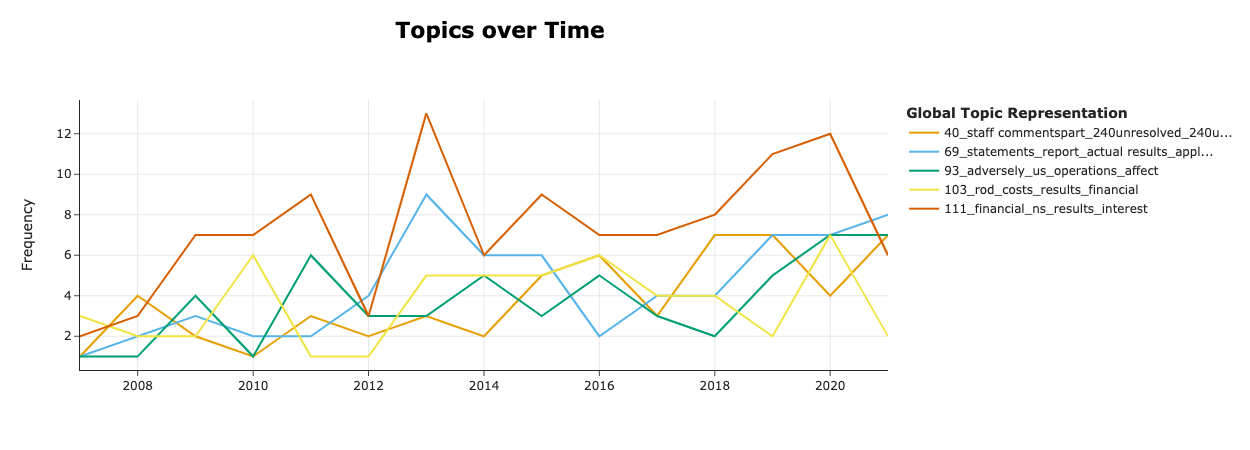 Topics over Time
Frequency
12
10
8
6
4
2
2008 2010 2012 2014 2016 2018 2020
Global Topic Representation
40_staff commentspart_240unresolved_240u...
69_statements_report_actual results_appl...
93_adversely_us_operations_affect
103_rod_costs_results_financial
111_financial_ns_results_interest